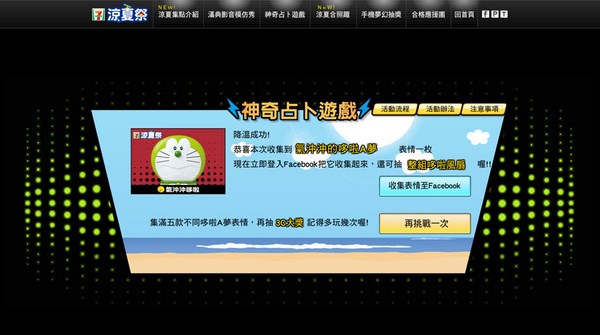 7 涼夏祭
NEW!
涼夏集點介紹
滿典影音模仿秀
神奇占卜遊戲
NEW!
涼夏合照趣
手機夢幻抽獎
合格應援團
回首頁
F P T
神奇占卜遊戲
活動流程
活動辦法
注意事項
涼夏祭
氣沖沖哆啦
降溫成功!
恭喜本次收集到 氣沖沖的哆啦A夢 表情一枚
現在立即登入Facebook把它收集起來，還可抽 整組哆啦風扇 喔!!
收集表情至Facebook
集滿五款不同哆啦A夢表情，再抽 3C大獎 記得多玩幾次喔!
再挑戰一次